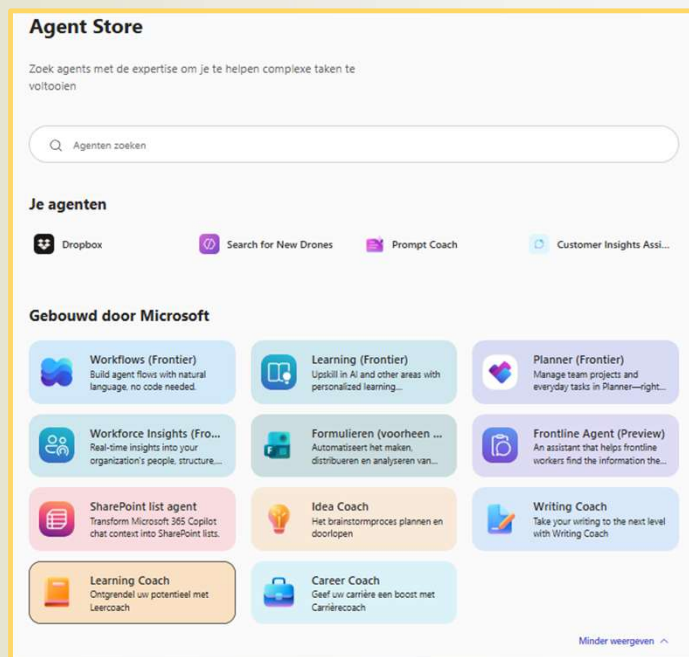 Agent Store
Zoek agents met de expertise om je te helpen complexe taken te
voltooien
Agenten zoeken
Je agenten
Dropbox
Search for New Drones
Prompt Coach
Customer Insights Assi...
Gebouwd door Microsoft
Workflows (Frontier)
Build agent flows with natural
language, no code needed.
Learning (Frontier)
Upskill in AI and other areas with
personalized learning...
Planner (Frontier)
Manage team projects and
everyday tasks in Planner—right...
Workforce Insights (Fro...
Real-time insights into your
organization's people, structure,...
Formulieren (voorheen ...
Automatiseert het maken,
distribueren en analyseren van...
Frontline Agent (Preview)
An assistant that helps frontline
workers find the information the...
SharePoint list agent
Transform Microsoft 365 Copilot
chat context into SharePoint lists.
Idea Coach
Het brainstormproces plannen en
doorlopen
Writing Coach
Take your writing to the next level
with Writing Coach
Learning Coach
Ontgrendel uw potentieel met
Leercoach
Career Coach
Geef uw carrière een boost met
Carrièrecoach
Minder weergeven